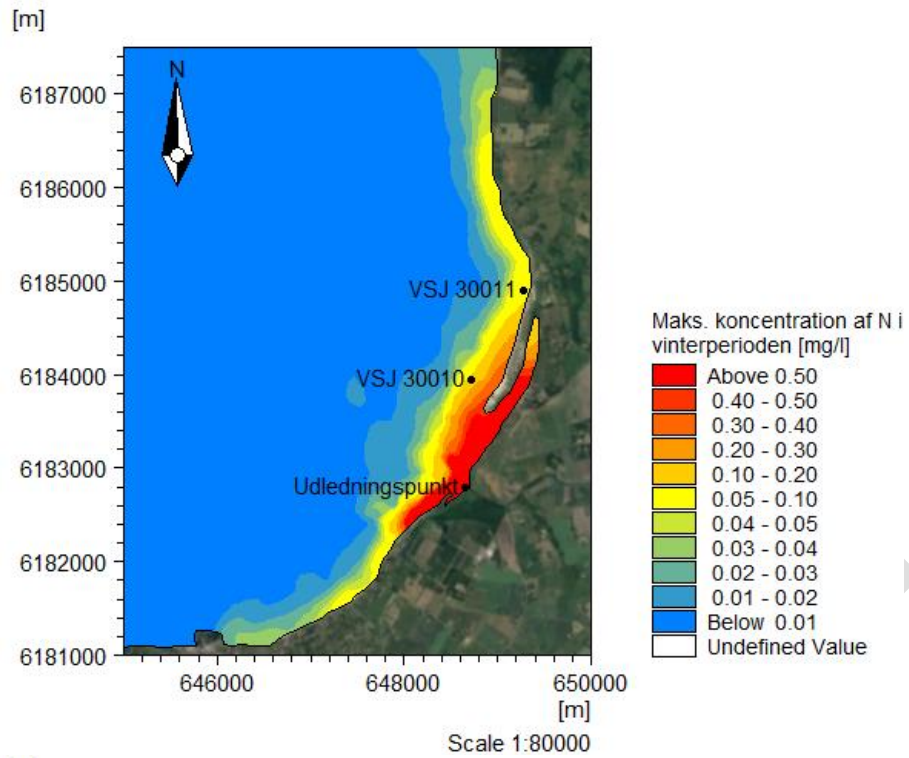 [m]
N
6187000
6186000
6185000
6184000
6183000
6182000
6181000
VSJ 30011
VSJ 30010
Udledningspunkt
646000
648000
650000
[m]
Scale 1:80000
Maks. koncentration af N i
vinterperioden [mg/l]
Above 0.50
0.40 - 0.50
0.30 - 0.40
0.20 - 0.30
0.10 - 0.20
0.05 - 0.10
0.04 - 0.05
0.03 - 0.04
0.02 - 0.03
0.01 - 0.02
Below 0.01
Undefined Value